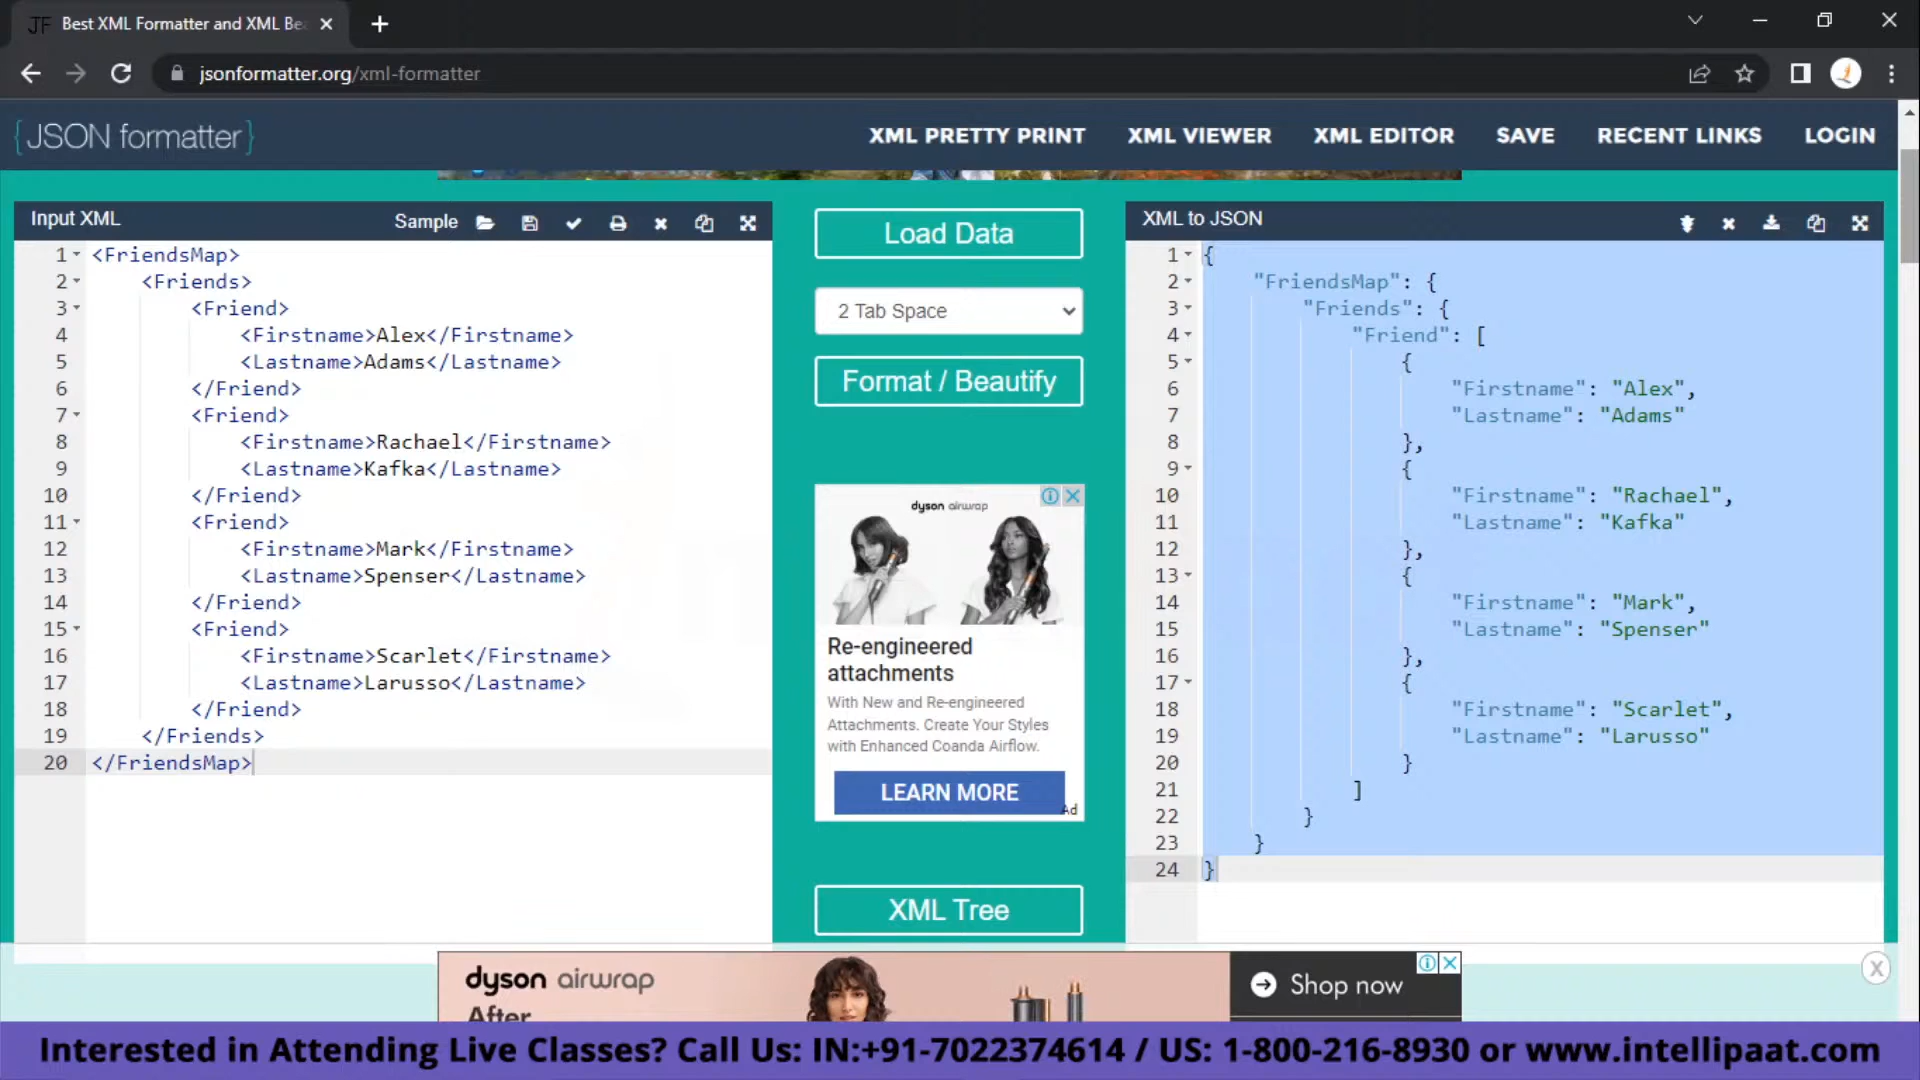 JF Best XML Formatter and XML Be
jsonformatter.org/xml-formatter
{JSON formatter}
XML PRETTY PRINT
XML VIEWER
XML EDITOR
SAVE
RECENT LINKS
LOGIN
Input XML
Sample
1 <FriendsMap>
2 <Friends>
3 <Friend>
4 <Firstname>Alex</Firstname>
5 <Lastname>Adams</Lastname>
6 </Friend>
7 <Friend>
8 <Firstname>Rachael</Firstname>
9 <Lastname>Kafka</Lastname>
10 </Friend>
11 <Friend>
12 <Firstname>Mark</Firstname>
13 <Lastname>Spenser</Lastname>
14 </Friend>
15 <Friend>
16 <Firstname>Scarlet</Firstname>
17 <Lastname>Larusso</Lastname>
18 </Friend>
19 </Friends>
20 </FriendsMap>
Load Data
2 Tab Space
Format / Beautify
dyson airwrap
Re-engineered
attachments
With New and Re-engineered
Attachments. Create Your Styles
with Enhanced Coanda Airflow.
LEARN MORE
Ad
XML Tree
XML to JSON
1 {
2 "FriendsMap": {
3 "Friends": {
4 "Friend": [
5 {
6 "Firstname": "Alex",
7 "Lastname": "Adams"
8 },
9 {
10 "Firstname": "Rachael",
11 "Lastname": "Kafka"
12 },
13 {
14 "Firstname": "Mark",
15 "Lastname": "Spenser"
16 },
17 {
18 "Firstname": "Scarlet",
19 "Lastname": "Larusso"
20 }
21 ]
22 }
23 }
24 }
dyson airwrap
After
Shop now
X
Interested in Attending Live Classes? Call Us: IN:+91-7022374614 / US: 1-800-216-8930 or www.intellipaat.com